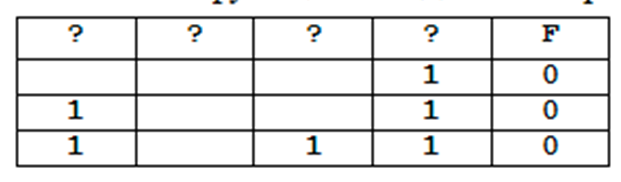 ? ? ? ? F
1 0
1 1 0
1 1 1 0